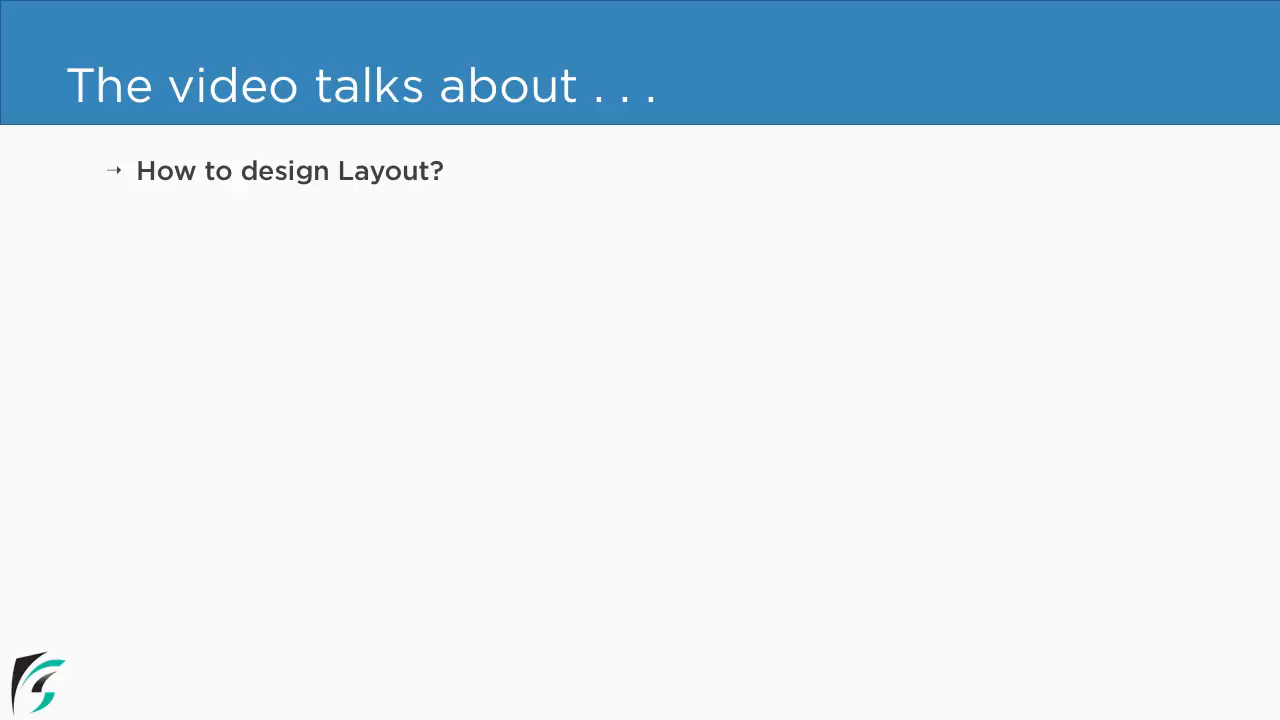 The video talks about . . .
→ How to design Layout?